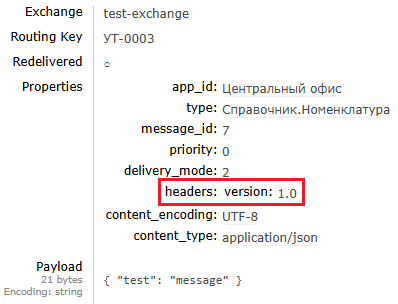 Exchange test-exchange
Routing Key УТ-0003
Redelivered ○
Properties app_id: Центральный офис
type: Справочник.Номенклатура
message_id: 7
priority: 0
delivery_mode: 2
headers: version: 1.0
content_encoding: UTF-8
content_type: application/json
Payload
21 bytes { "test": "message" }
Encoding: string